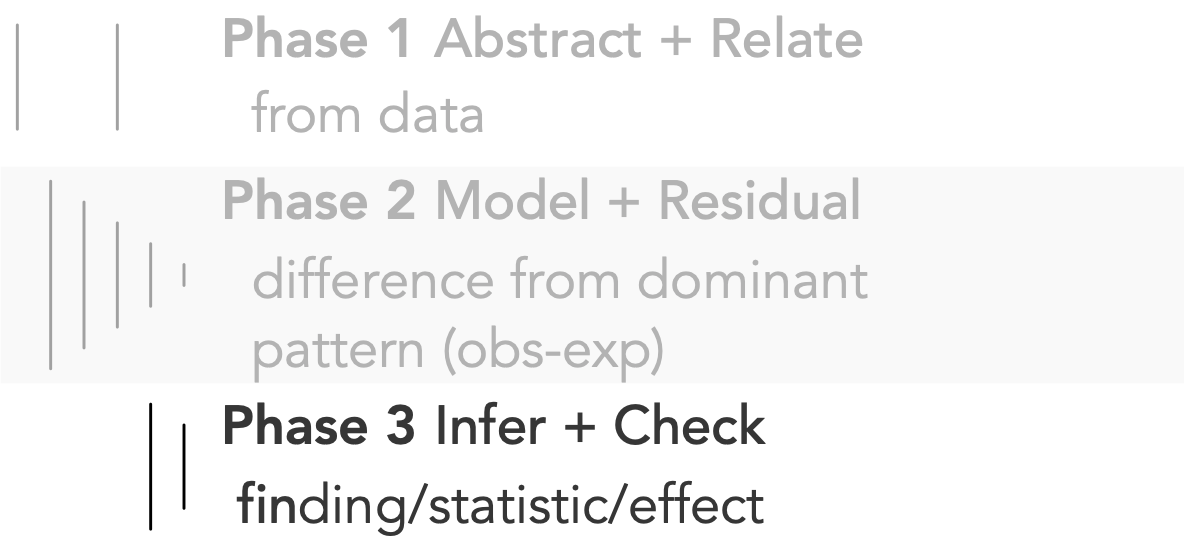 Phase 1 Abstract + Relate
from data
Phase 2 Model + Residual
difference from dominant
pattern (obs-exp)
Phase 3 Infer + Check
finding/statistic/effect